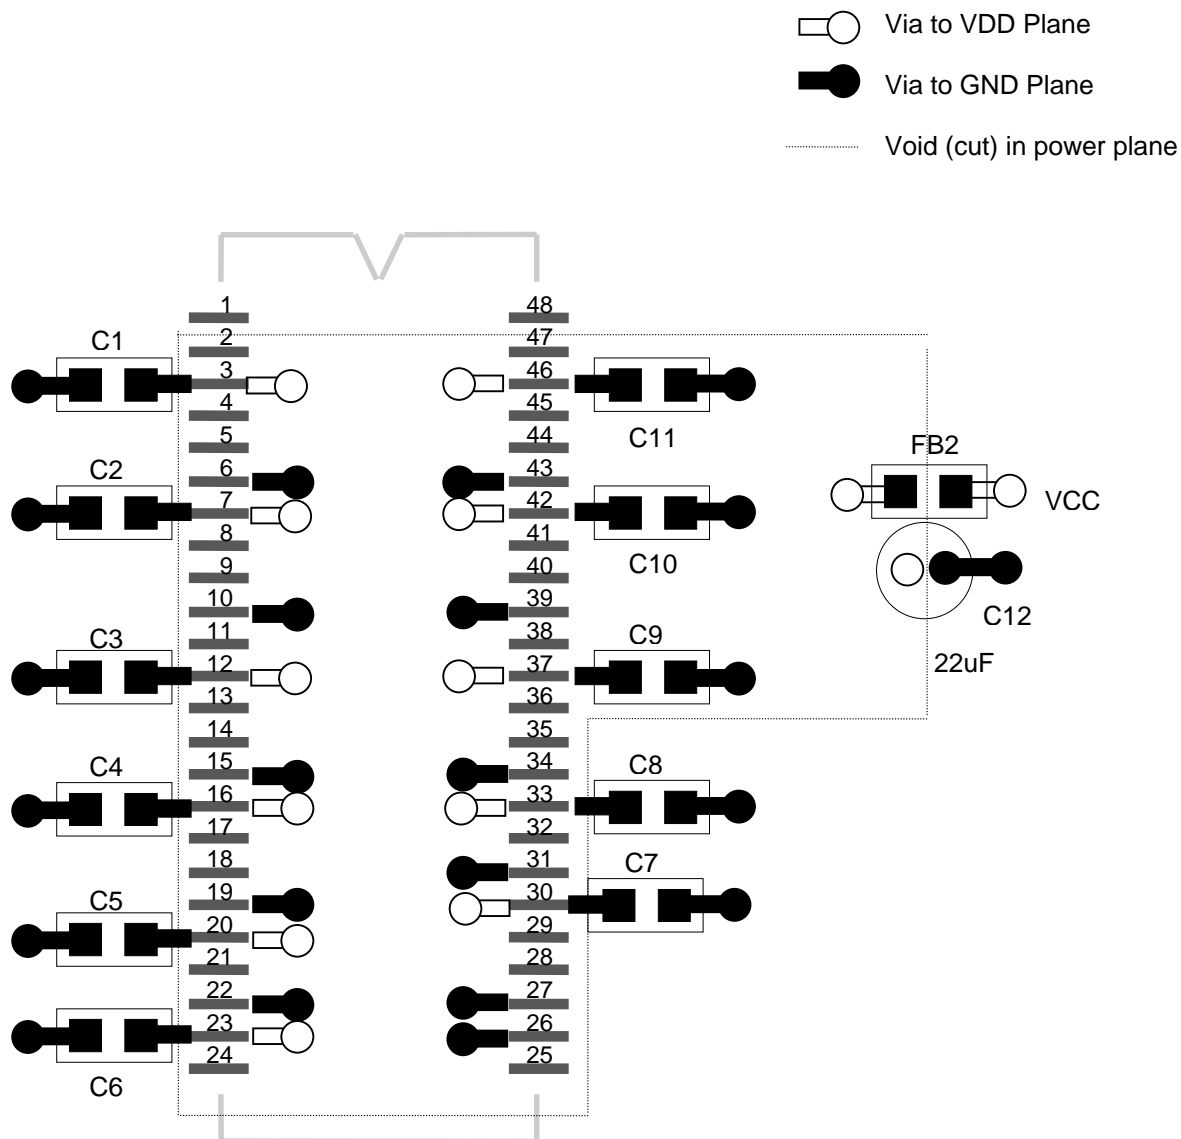 Via to VDD Plane
Via to GND Plane
Void (cut) in power plane
1 48
2 47
C1
3 46
4 45
C11
5 44
FB2
C2
6 43
7 42
VCC
8 41
C10
9 40
10 39
C12
C3
11 38
C9
12 37
22uF
13 36
14 35
C4
15 34
C8
16 33
17 32
18 31
C7
19 30
C5
20 29
21 28
22 27
23 26
24 25
C6